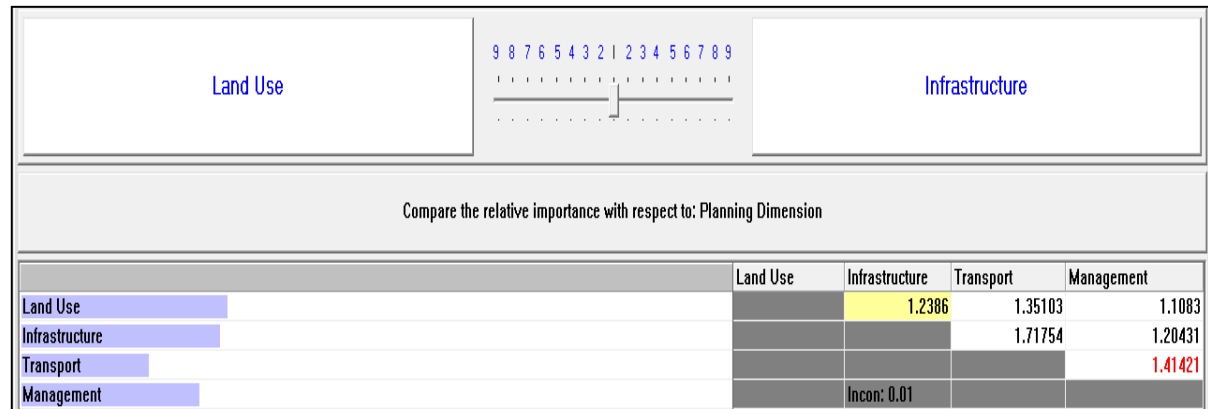 9 8 7 6 5 4 3 2 1 2 3 4 5 6 7 8 9
Land Use
Infrastructure
Compare the relative importance with respect to: Planning Dimension
Land Use Infrastructure Transport Management
Land Use 1.2386 1.35103 1.1083
Infrastructure 1.71754 1.20431
Transport 1.41421
Management Incon: 0.01